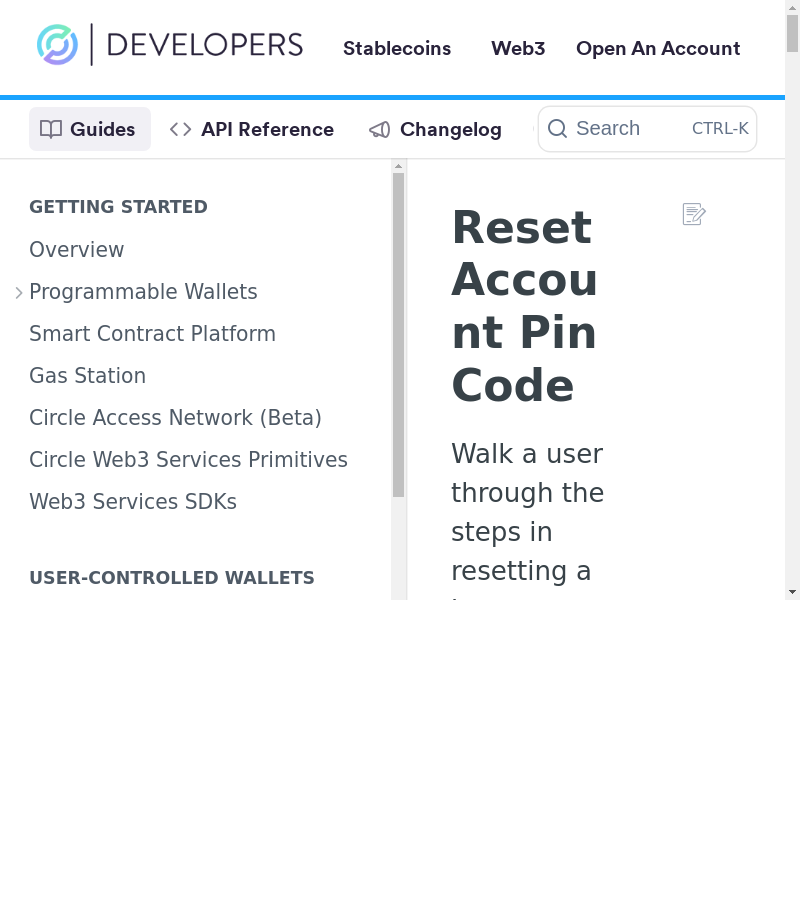 DEVELOPERS
Stablecoins
Web3
Open An Account
Guides
API Reference
Changelog
Search
CTRL-K
GETTING STARTED
Overview
Programmable Wallets
Smart Contract Platform
Gas Station
Circle Access Network (Beta)
Circle Web3 Services Primitives
Web3 Services SDKs
USER-CONTROLLED WALLETS
Reset
Accou
nt Pin
Code
Walk a user
through the
steps in
resetting a